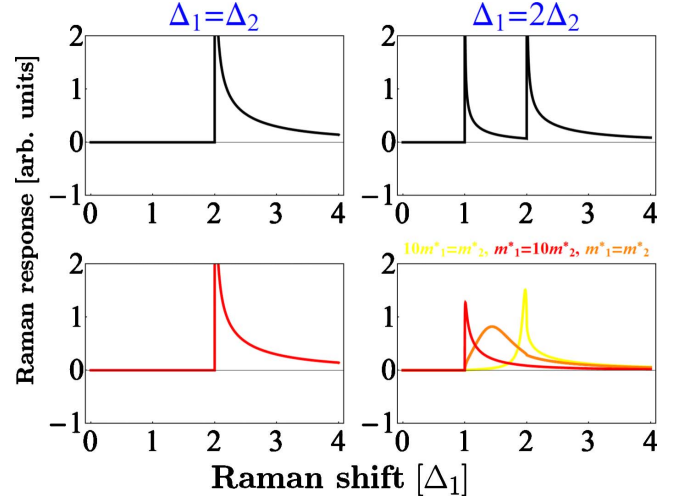 Δ₁=Δ₂
Δ₁=2Δ₂
2
1
0
−1
0 1 2 3 4
2
1
0
−1
0 1 2 3 4
10m*₁=m*₂, m*₁=10m*₂, m*₁=m*₂
2
1
0
−1
0 1 2 3 4
2
1
0
−1
0 1 2 3 4
Raman response [arb. units]
Raman shift [Δ₁]